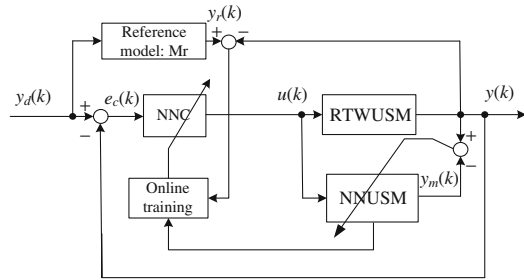 Reference
model: Mr
y_r(k)
+
−
−
y_d(k)
+
−
e_c(k)
NNC
u(k)
RTWUSM
y(k)
+
−
y_m(k)
NNUSM
Online
training